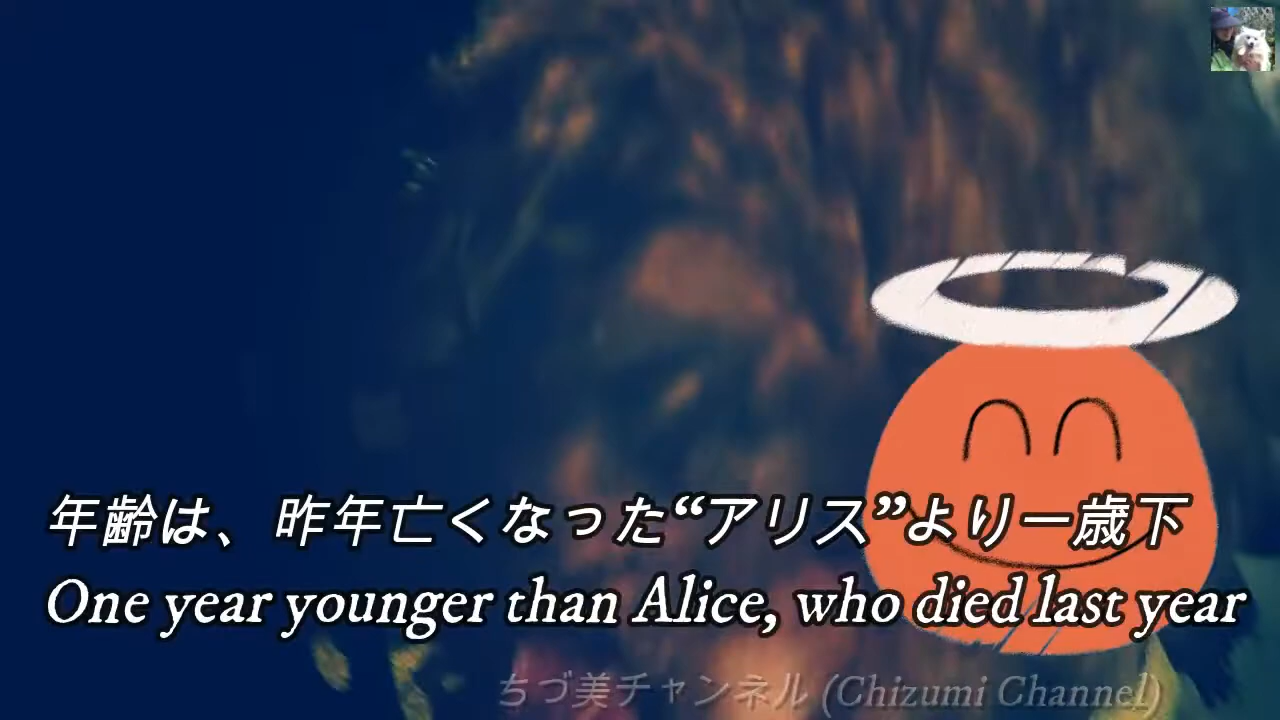 年齢は、昨年亡くなった“アリス”より一歳下
One year younger than Alice, who died last year
ちづ美チャンネル (Chizumi Channel)